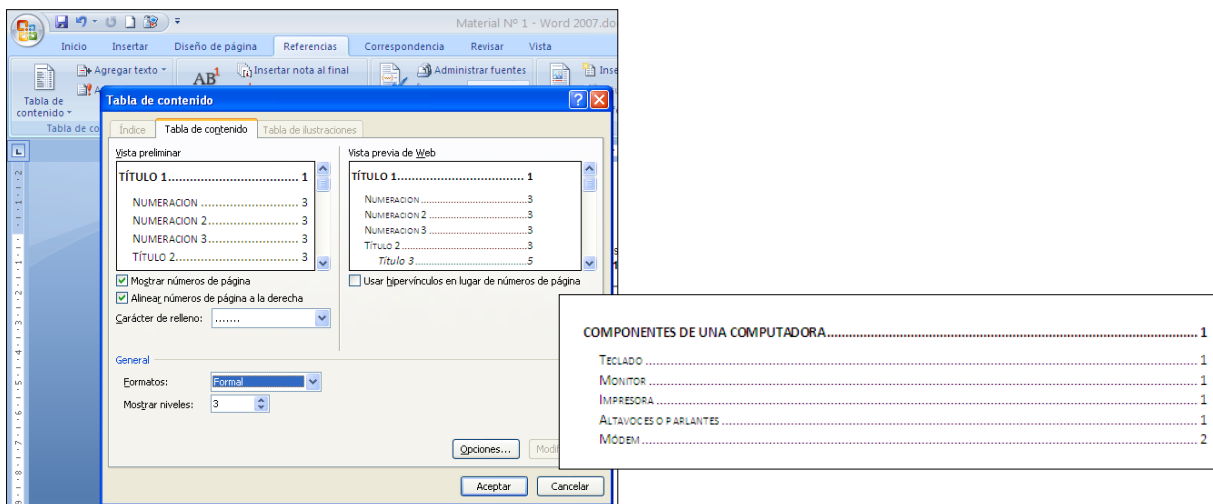 Material Nº 1 - Word 2007.do
Inicio Insertar Diseño de página Referencias Correspondencia Revisar Vista
Agregar texto
AB1
Insertar nota al final
Administrar fuentes
Inse
Tabla de
contenido
Tabla de co
Tabla de contenido
Índice Tabla de contenido Tabla de ilustraciones
Vista preliminar
TÍTULO 1.................................... 1
NUMERACION ........................... 3
NUMERACION 2......................... 3
NUMERACION 3......................... 3
TÍTULO 2.................................... 3
Vista previa de Web
TÍTULO 1................................... 1
NUMERACION...............................3
NUMERACION 2............................3
NUMERACION 3............................3
TÍTULO 2....................................3
Título 3.................................5
Mostrar números de página
Alinear números de página a la derecha
Carácter de relleno: .......
Usar hipervínculos en lugar de números de página
General
Formatos: Formal
Mostrar niveles: 3
Opciones... Modif
Aceptar Cancelar
COMPONENTES DE UNA COMPUTADORA.................................................. 1
TECLADO .................................................. 1
MONITOR .................................................. 1
IMPRESORA .................................................. 1
ALTAVOCES O PARLANTES .................................................. 1
MÓDEM .................................................. 2